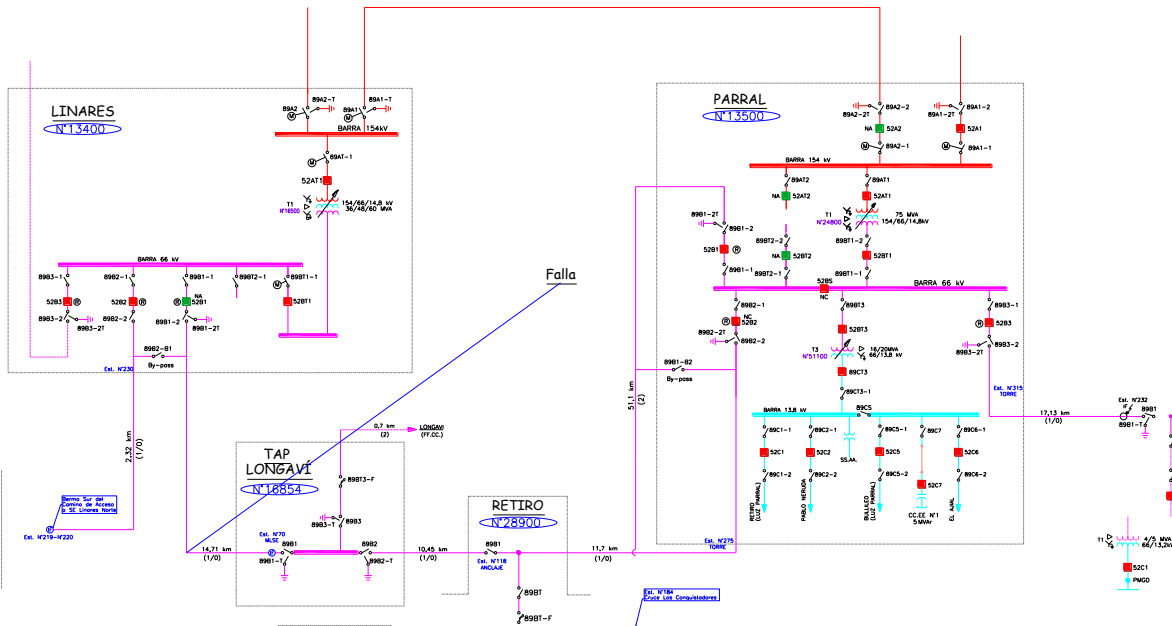 LINARES
N°13400
89A2
89A2-T
M
89A1
89A1-T
M
BARRA 154kV
M
89AT-1
52AT1
T1
N°16500
154/66/14,8 kV
36/48/60 MVA
BARRA 66 kV
89B3-1
89B2-1
89B1-1
89BT2-1
89BT1-1
M
52B3
R
52B2
R
R
NA
52B1
52BT1
89B3-2
89B3-2T
89B2-2
89B1-2
89B1-2T
89B2-B1
By-pass
Est. N°230
2,32 km
(1/0)
Berma Sur del
Camino de Acceso
a SE Linares Norte
Est. N°219-N°220
Falla
TAP
LONGAVÍ
N°16854
0,7 km
(2)
LONGAVI
(FF.CC.)
89BT3-F
89B3
89B3-T
Est. N°70
MLSE
14,71 km
(1/0)
89B1
89B1-T
89B2
89B2-T
10,45 km
(1/0)
RETIRO
N°28900
89B1
Est. N°118
ANCLAJE
89BT
89BT-F
11,7 km
(1/0)
Est. N°275
TORRE
Est. N°184
Cruce Los Conquistadores
PARRAL
N°13500
89A2-2
89A2-2T
NA
52A2
M
89A2-1
89A1-2
89A1-2T
52A1
M
89A1-1
BARRA 154 kV
89AT2
89AT1
NA
52AT2
52AT1
T1
N°24800
75 MVA
154/66/14,8kV
89B1-2T
89B1-2
52B1
R
89B1-1
89BT2-2
NA
52BT2
89BT2-1
89BT1-2
52BT1
89BT1-1
52BS
NC
BARRA 66 kV
89B2-1
NC
R
52B2
89B2-2T
89B2-2
89BT3
52BT3
T3
N°51100
16/20MVA
66/13,8 kV
89CT3
89CT3-1
89B3-1
R
52B3
89B3-2T
89B3-2
89B1-B2
By-pass
51,1 km
(2)
Est. N°315
TORRE
BARRA 13,8 kV
89CS
89C1-1
89C2-1
89C5-1
89C7
89C6-1
52C1
52C2
SS.AA.
52C5
52C6
89C1-2
89C2-2
89C5-2
52C7
89C6-2
RETIRO
(LUZ PARRAL)
PABLO NERUDA
BULLILEO
(LUZ PARRAL)
CC.EE N°1
5 MVAr
EL AJIAL
17,13 km
(1/0)
Est. N°232
IF
89B1
89B1-T
T1
4/5 MVA
66/13,2k
52C1
PMGD